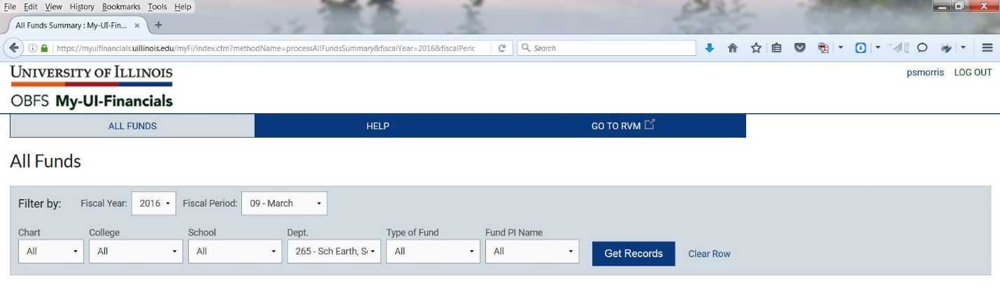 File Edit View History Bookmarks Tools Help
All Funds Summary : My-UI-Fin... × +
https://myuifinancials.uillinois.edu/myFi/index.cfm?methodName=processAllFundsSummary&fiscalYear=2016&fiscalPeric Search
UNIVERSITY OF ILLINOIS
psmorris LOG OUT
OBFS My-UI-Financials
ALL FUNDS HELP GO TO RVM
All Funds
Filter by: Fiscal Year: 2016 Fiscal Period: 09 - March
Chart College School Dept. Type of Fund Fund PI Name
All All All 265 - Sch Earth, S All All Get Records Clear Row